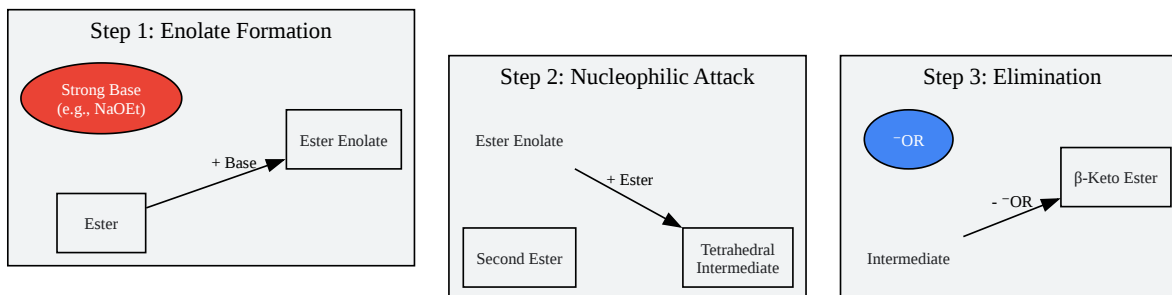 Step 1: Enolate Formation
Strong Base
(e.g., NaOEt)
Ester Enolate
+ Base
Ester
Step 2: Nucleophilic Attack
Ester Enolate
+ Ester
Second Ester
Tetrahedral
Intermediate
Step 3: Elimination
⁻OR
β-Keto Ester
- ⁻OR
Intermediate